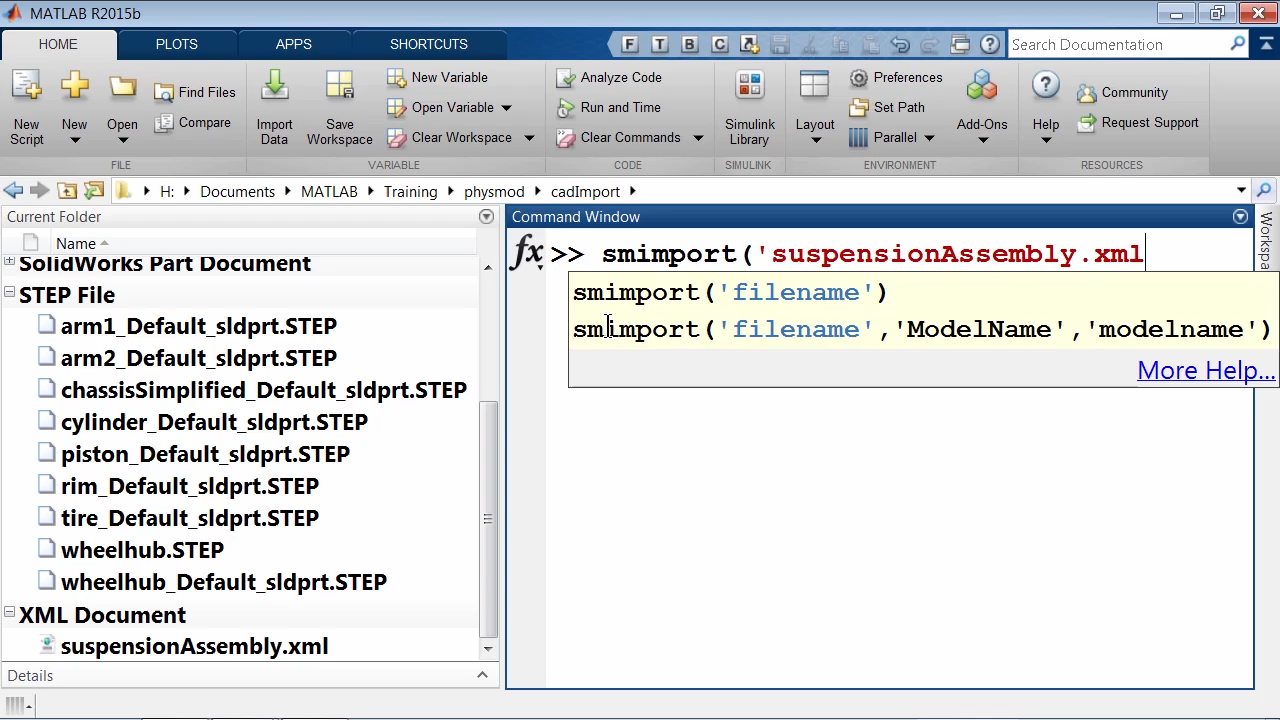 MATLAB R2015b
HOME PLOTS APPS SHORTCUTS
Search Documentation
New Script
New
Open
Find Files
Compare
FILE
Import Data
Save Workspace
New Variable
Open Variable
Clear Workspace
VARIABLE
Analyze Code
Run and Time
Clear Commands
CODE
Simulink Library
SIMULINK
Layout
Preferences
Set Path
Parallel
Add-Ons
ENVIRONMENT
Help
Community
Request Support
RESOURCES
H: Documents MATLAB Training physmod cadImport
Current Folder
Name
SolidWorks Part Document
STEP File
arm1_Default_sldprt.STEP
arm2_Default_sldprt.STEP
chassisSimplified_Default_sldprt.STEP
cylinder_Default_sldprt.STEP
piston_Default_sldprt.STEP
rim_Default_sldprt.STEP
tire_Default_sldprt.STEP
wheelhub.STEP
wheelhub_Default_sldprt.STEP
XML Document
suspensionAssembly.xml
Details
Command Window
fx >> smimport('suspensionAssembly.xml
smimport('filename')
smimport('filename','ModelName','modelname')
More Help...